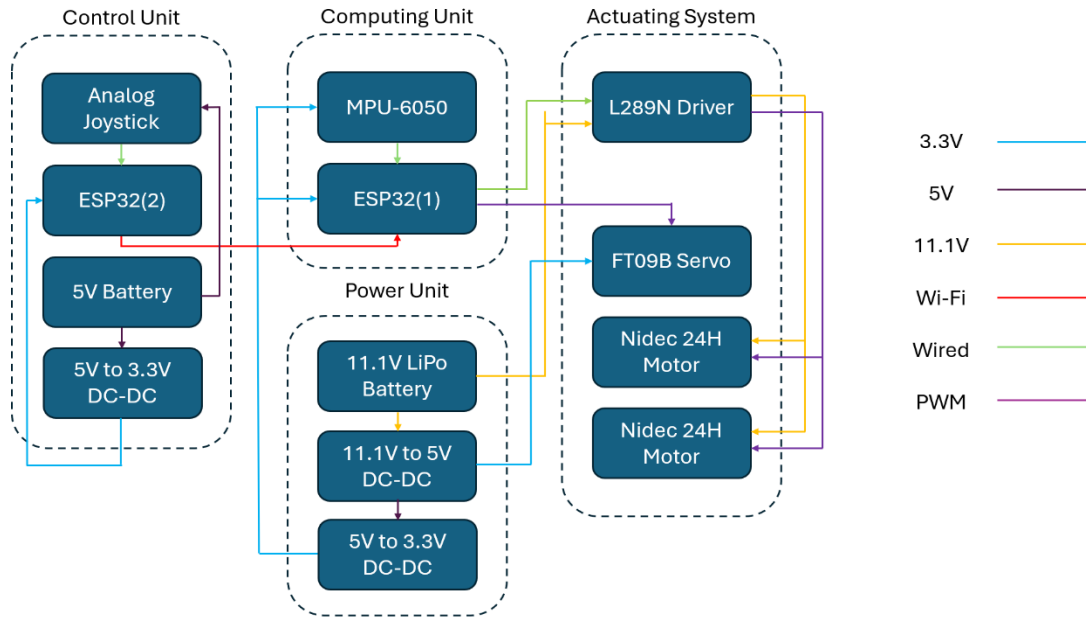 Control Unit
Analog
Joystick
ESP32(2)
5V Battery
5V to 3.3V
DC-DC
Computing Unit
MPU-6050
ESP32(1)
Power Unit
11.1V LiPo
Battery
11.1V to 5V
DC-DC
5V to 3.3V
DC-DC
Actuating System
L289N Driver
FT09B Servo
Nidec 24H
Motor
Nidec 24H
Motor
3.3V
5V
11.1V
Wi-Fi
Wired
PWM